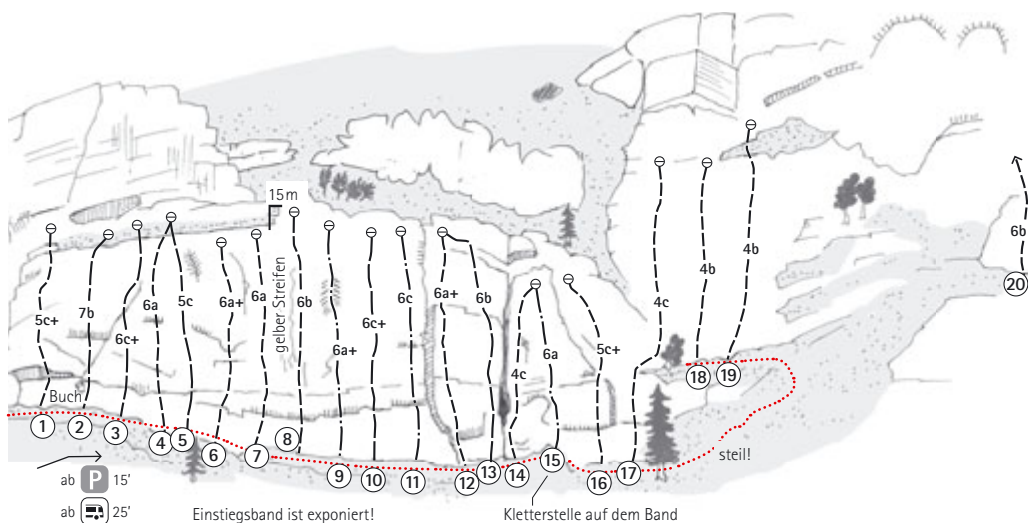 15m
gelber Streifen
5c+
7b
6c+
6a
5c
6a+
6a
6b
6a+
6c+
6c
6a+
6b
4c
6a
5c+
4c
4b
4b
6b
Buch
1
2
3
4
5
6
7
8
9
10
11
12
13
14
15
16
17
18
19
20
steil!
ab P 15'
ab 25'
Einstiegsband ist exponiert!
Kletterstelle auf dem Band